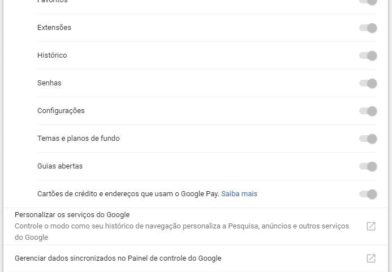 Favoritos
Extensões
Histórico
Senhas
Configurações
Temas e planos de fundo
Guias abertas
Cartões de crédito e endereços que usam o Google Pay. Saiba mais
Personalizar os serviços do Google
Controle o modo como seu histórico de navegação personaliza a Pesquisa, anúncios e outros serviços
do Google
Gerenciar dados sincronizados no Painel de controle do Google